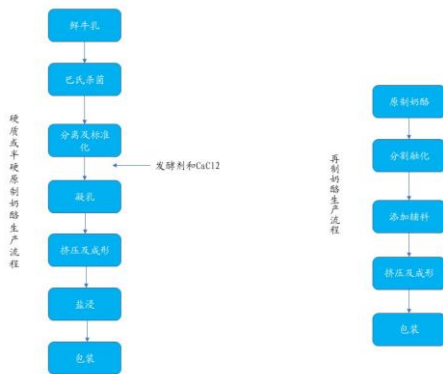 硬质或半硬原制奶酪生产流程
鲜牛乳
巴氏杀菌
分离及标准
化
发酵剂和CaCl2
凝乳
挤压及成形
盐浸
包装
再制奶酪生产流程
原制奶酪
分割融化
添加辅料
挤压及成形
包装